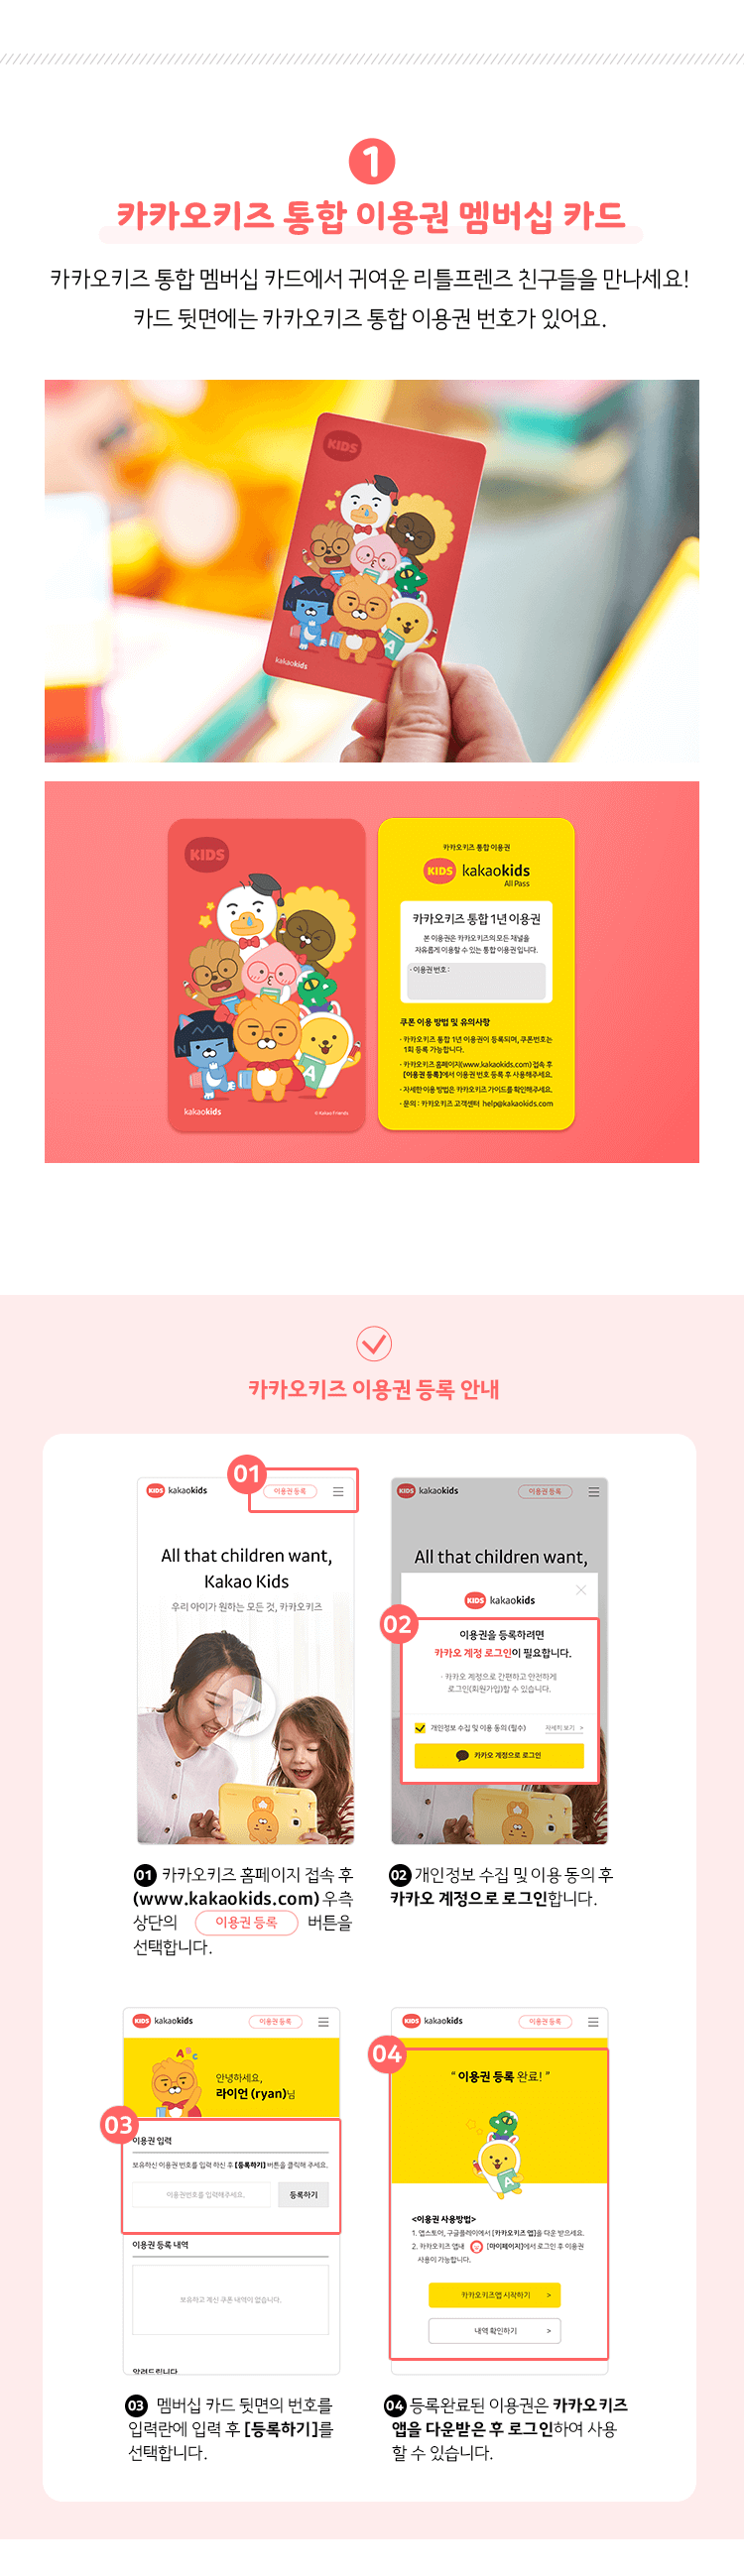 1
카카오키즈 통합 이용권 멤버십 카드
카카오키즈 통합 멤버십 카드에서 귀여운 리틀프렌즈 친구들을 만나세요!
카드 뒷면에는 카카오키즈 통합 이용권 번호가 있어요.
KIDS
N
A
kakaokids
KIDS
N
A
kakaokids
© Kakao Friends.
카카오키즈 통합 이용권
KIDS kakaokids
All Pass
카카오키즈 통합 1년 이용권
본 이용권은 카카오키즈의 모든 채널을
자유롭게 이용할 수 있는 통합 이용권 입니다.
· 이용권 번호 :
쿠폰 이용 방법 및 유의사항
· 카카오키즈 통합 1년 이용권이 등록되며, 쿠폰번호는
1회 등록 가능합니다.
· 카카오키즈 홈페이지(www.kakaokids.com) 접속 후
[이용권 등록]에서 이용권 번호 등록 후 사용해주세요.
· 자세한 이용 방법은 카카오키즈 가이드를 확인해주세요.
· 문의 : 카카오키즈 고객센터 help@kakaokids.com
카카오키즈 이용권 등록 안내
01
KIDS kakaokids 이용권 등록
All that children want,
Kakao Kids
우리 아이가 원하는 모든 것, 카카오키즈
01 카카오키즈 홈페이지 접속 후
(www.kakaokids.com) 우측
상단의 이용권 등록 버튼을
선택합니다.
KIDS kakaokids 이용권 등록
All that children want,
KIDS kakaokids
02
이용권을 등록하려면
카카오 계정 로그인이 필요합니다.
· 카카오 계정으로 간편하고 안전하게
로그인(회원가입)할 수 있습니다.
개인정보 수집 및 이용 동의 (필수) 자세히 보기 >
카카오 계정으로 로그인
02 개인정보 수집 및 이용 동의 후
카카오 계정으로 로그인합니다.
KIDS kakaokids 이용권 등록
ABC
안녕하세요,
라이언 (ryan)님
03
이용권 입력
보유하신 이용권 번호를 입력 하신 후 [등록하기] 버튼을 클릭해 주세요.
이용권번호를 입력해주세요. 등록하기
이용권 등록 내역
보유하고 계신 쿠폰 내역이 없습니다.
알려드립니다
03 멤버십 카드 뒷면의 번호를
입력란에 입력 후 [등록하기]를
선택합니다.
KIDS kakaokids 이용권 등록
04
“ 이용권 등록 완료! ”
A
<이용권 사용방법>
1. 앱스토어, 구글플레이에서 [카카오키즈 앱]을 다운 받으세요.
2. 카카오키즈 앱내 [마이페이지]에서 로그인 후 이용권
사용이 가능합니다.
카카오키즈앱 시작하기 >
내역 확인하기 >
04 등록완료된 이용권은 카카오키즈
앱을 다운받은 후 로그인하여 사용
할 수 있습니다.